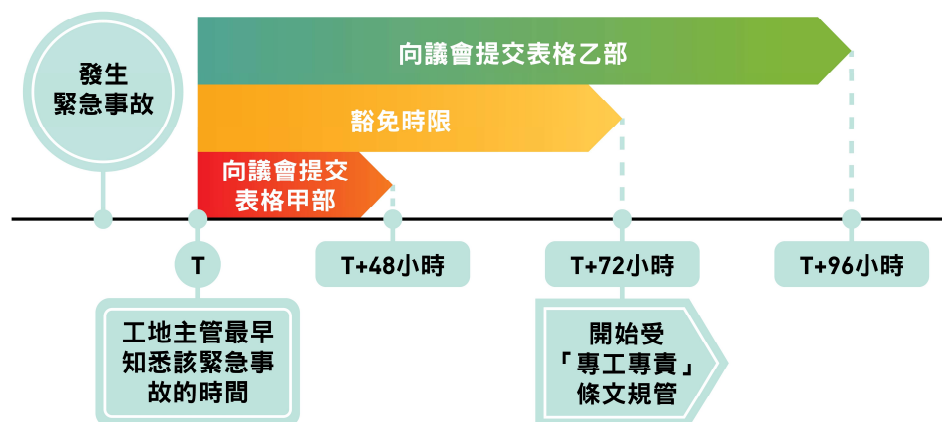 發生
緊急事故
向議會提交表格乙部
豁免時限
向議會提交
表格甲部
T
T+48小時
T+72小時
T+96小時
工地主管最早
知悉該緊急事
故的時間
開始受
「專工專責」
條文規管